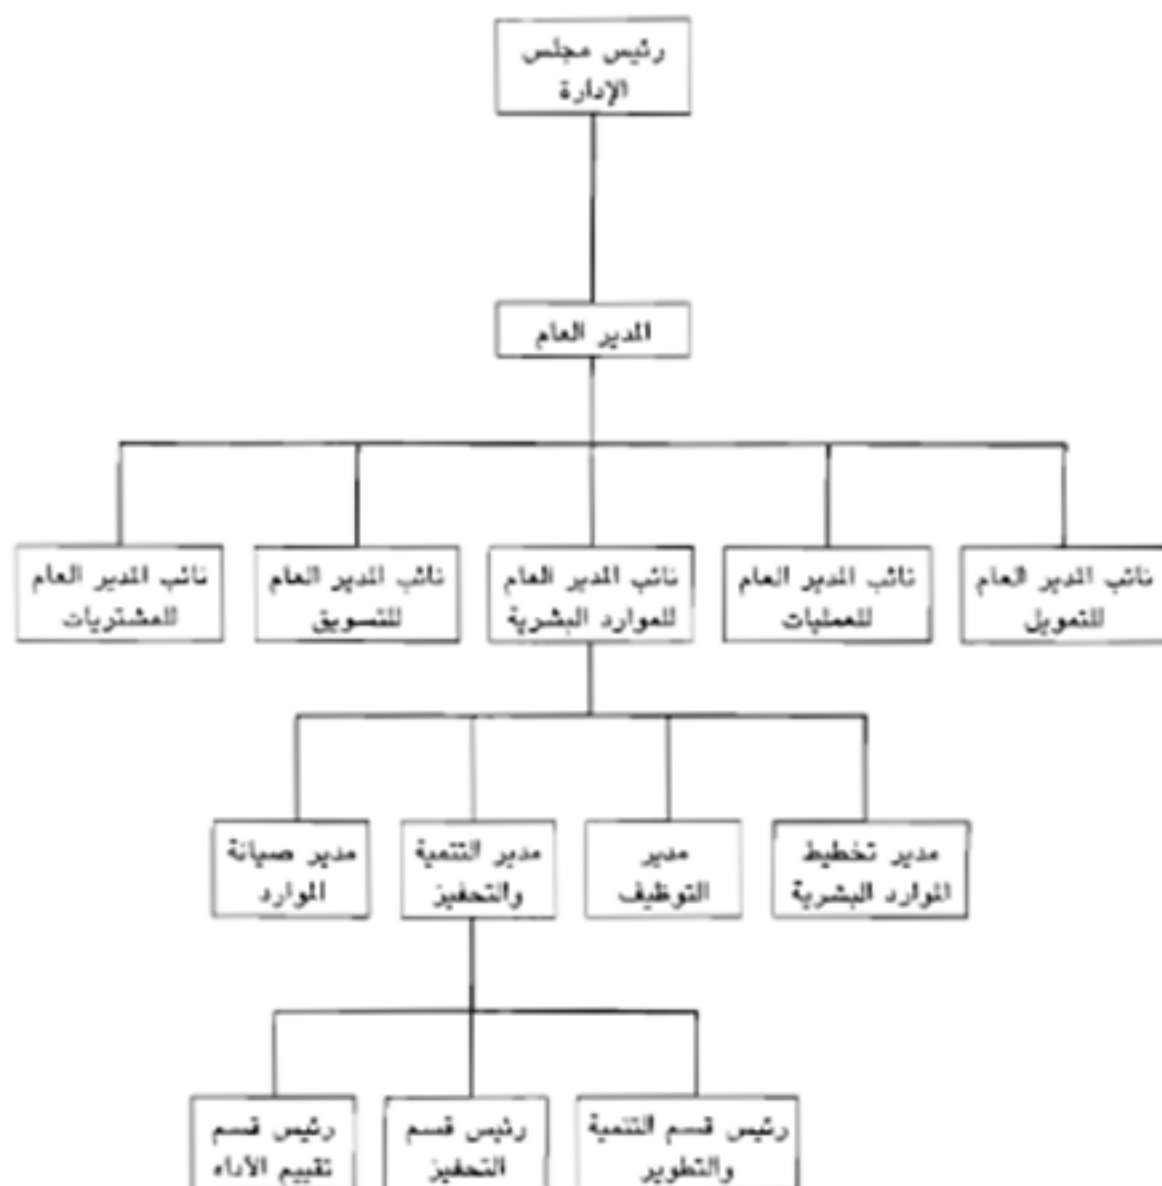 رئيس مجلس
الإدارة
المدير العام
نائب المدير العام
للتمويل
نائب المدير العام
للعمليات
نائب المدير العام
للموارد البشرية
نائب المدير العام
للتسويق
نائب المدير العام
للمشتريات
مدير تخطيط
الموارد البشرية
مدير
التوظيف
مدير التنمية
والتحفيز
مدير صيانة
الموارد
رئيس قسم التنمية
والتطوير
رئيس قسم
التحفيز
رئيس قسم
تقييم الأداء